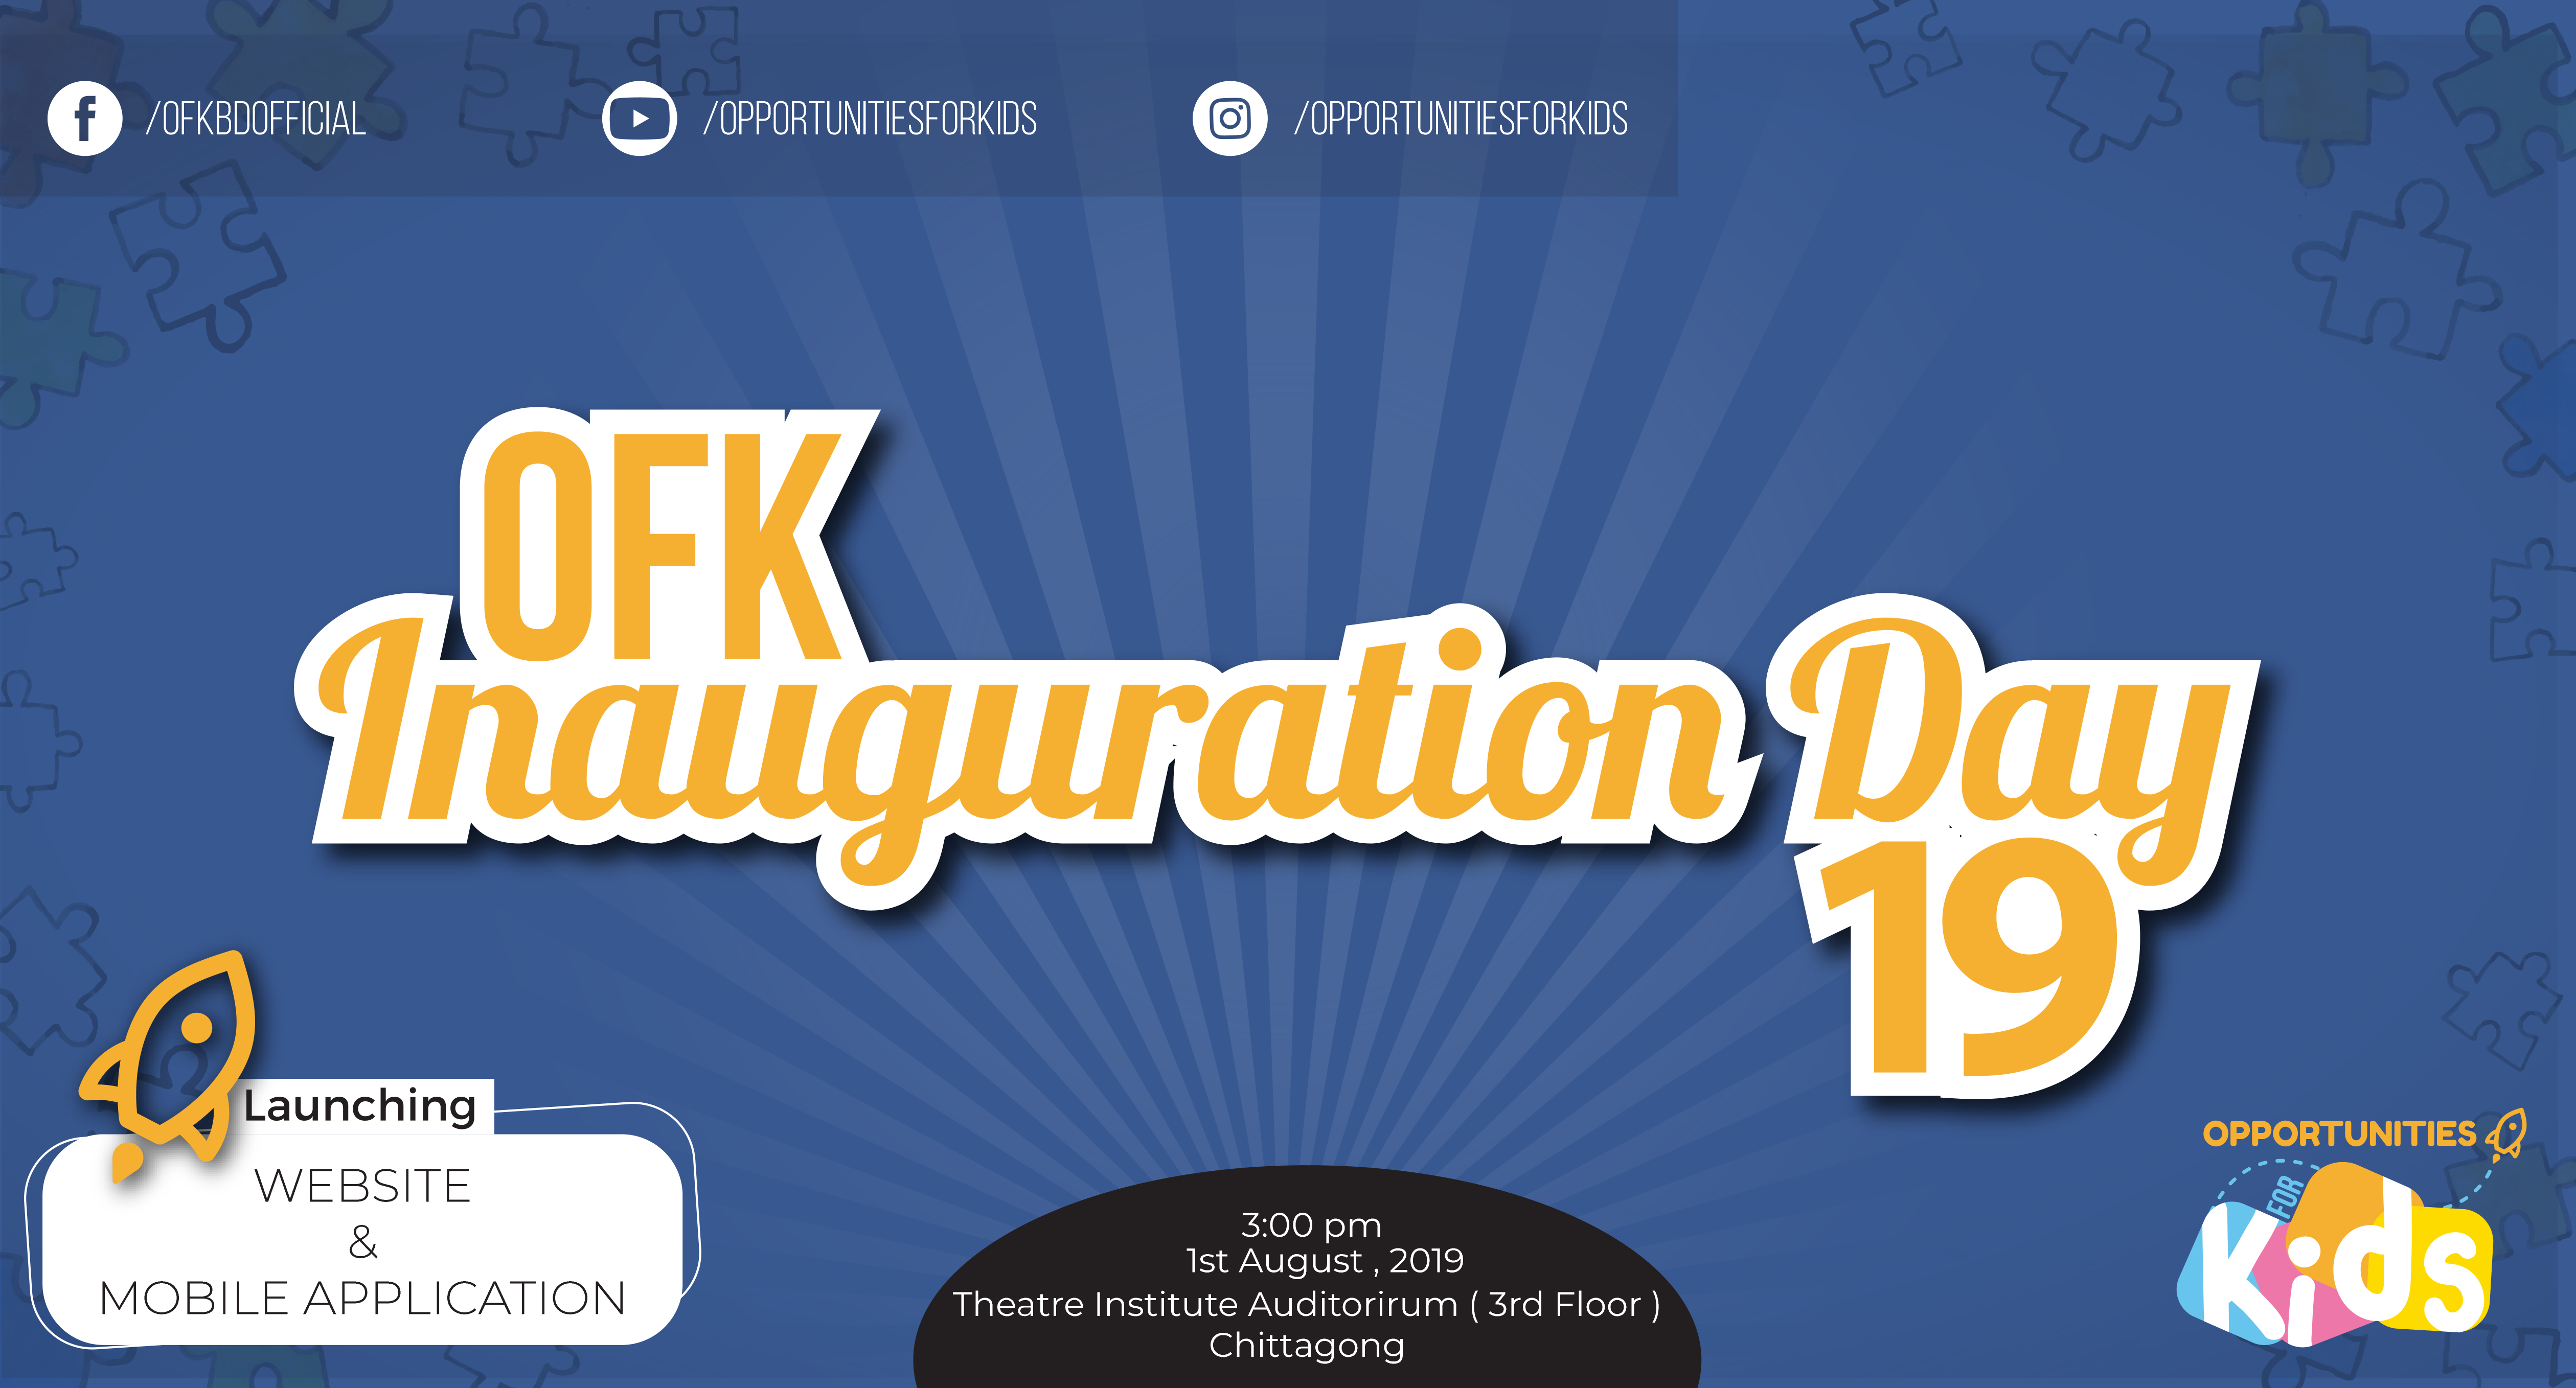 /OFKBDOFFICIAL
/OPPORTUNITIESFORKIDS
/OPPORTUNITIESFORKIDS
OFK
Inauguration Day
19
Launching
WEBSITE
&
MOBILE APPLICATION
3:00 pm
1st August , 2019
Theatre Institute Auditorirum ( 3rd Floor )
Chittagong
OPPORTUNITIES
FOR
Kids